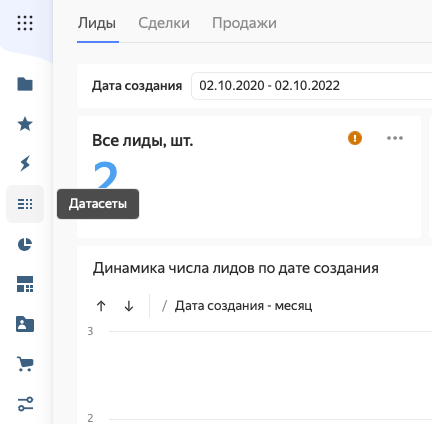 Лиды Сделки Продажи
Дата создания 02.10.2020 - 02.10.2022
Все лиды, шт.
2
Датасеты
Динамика числа лидов по дате создания
/ Дата создания - месяц
3
2